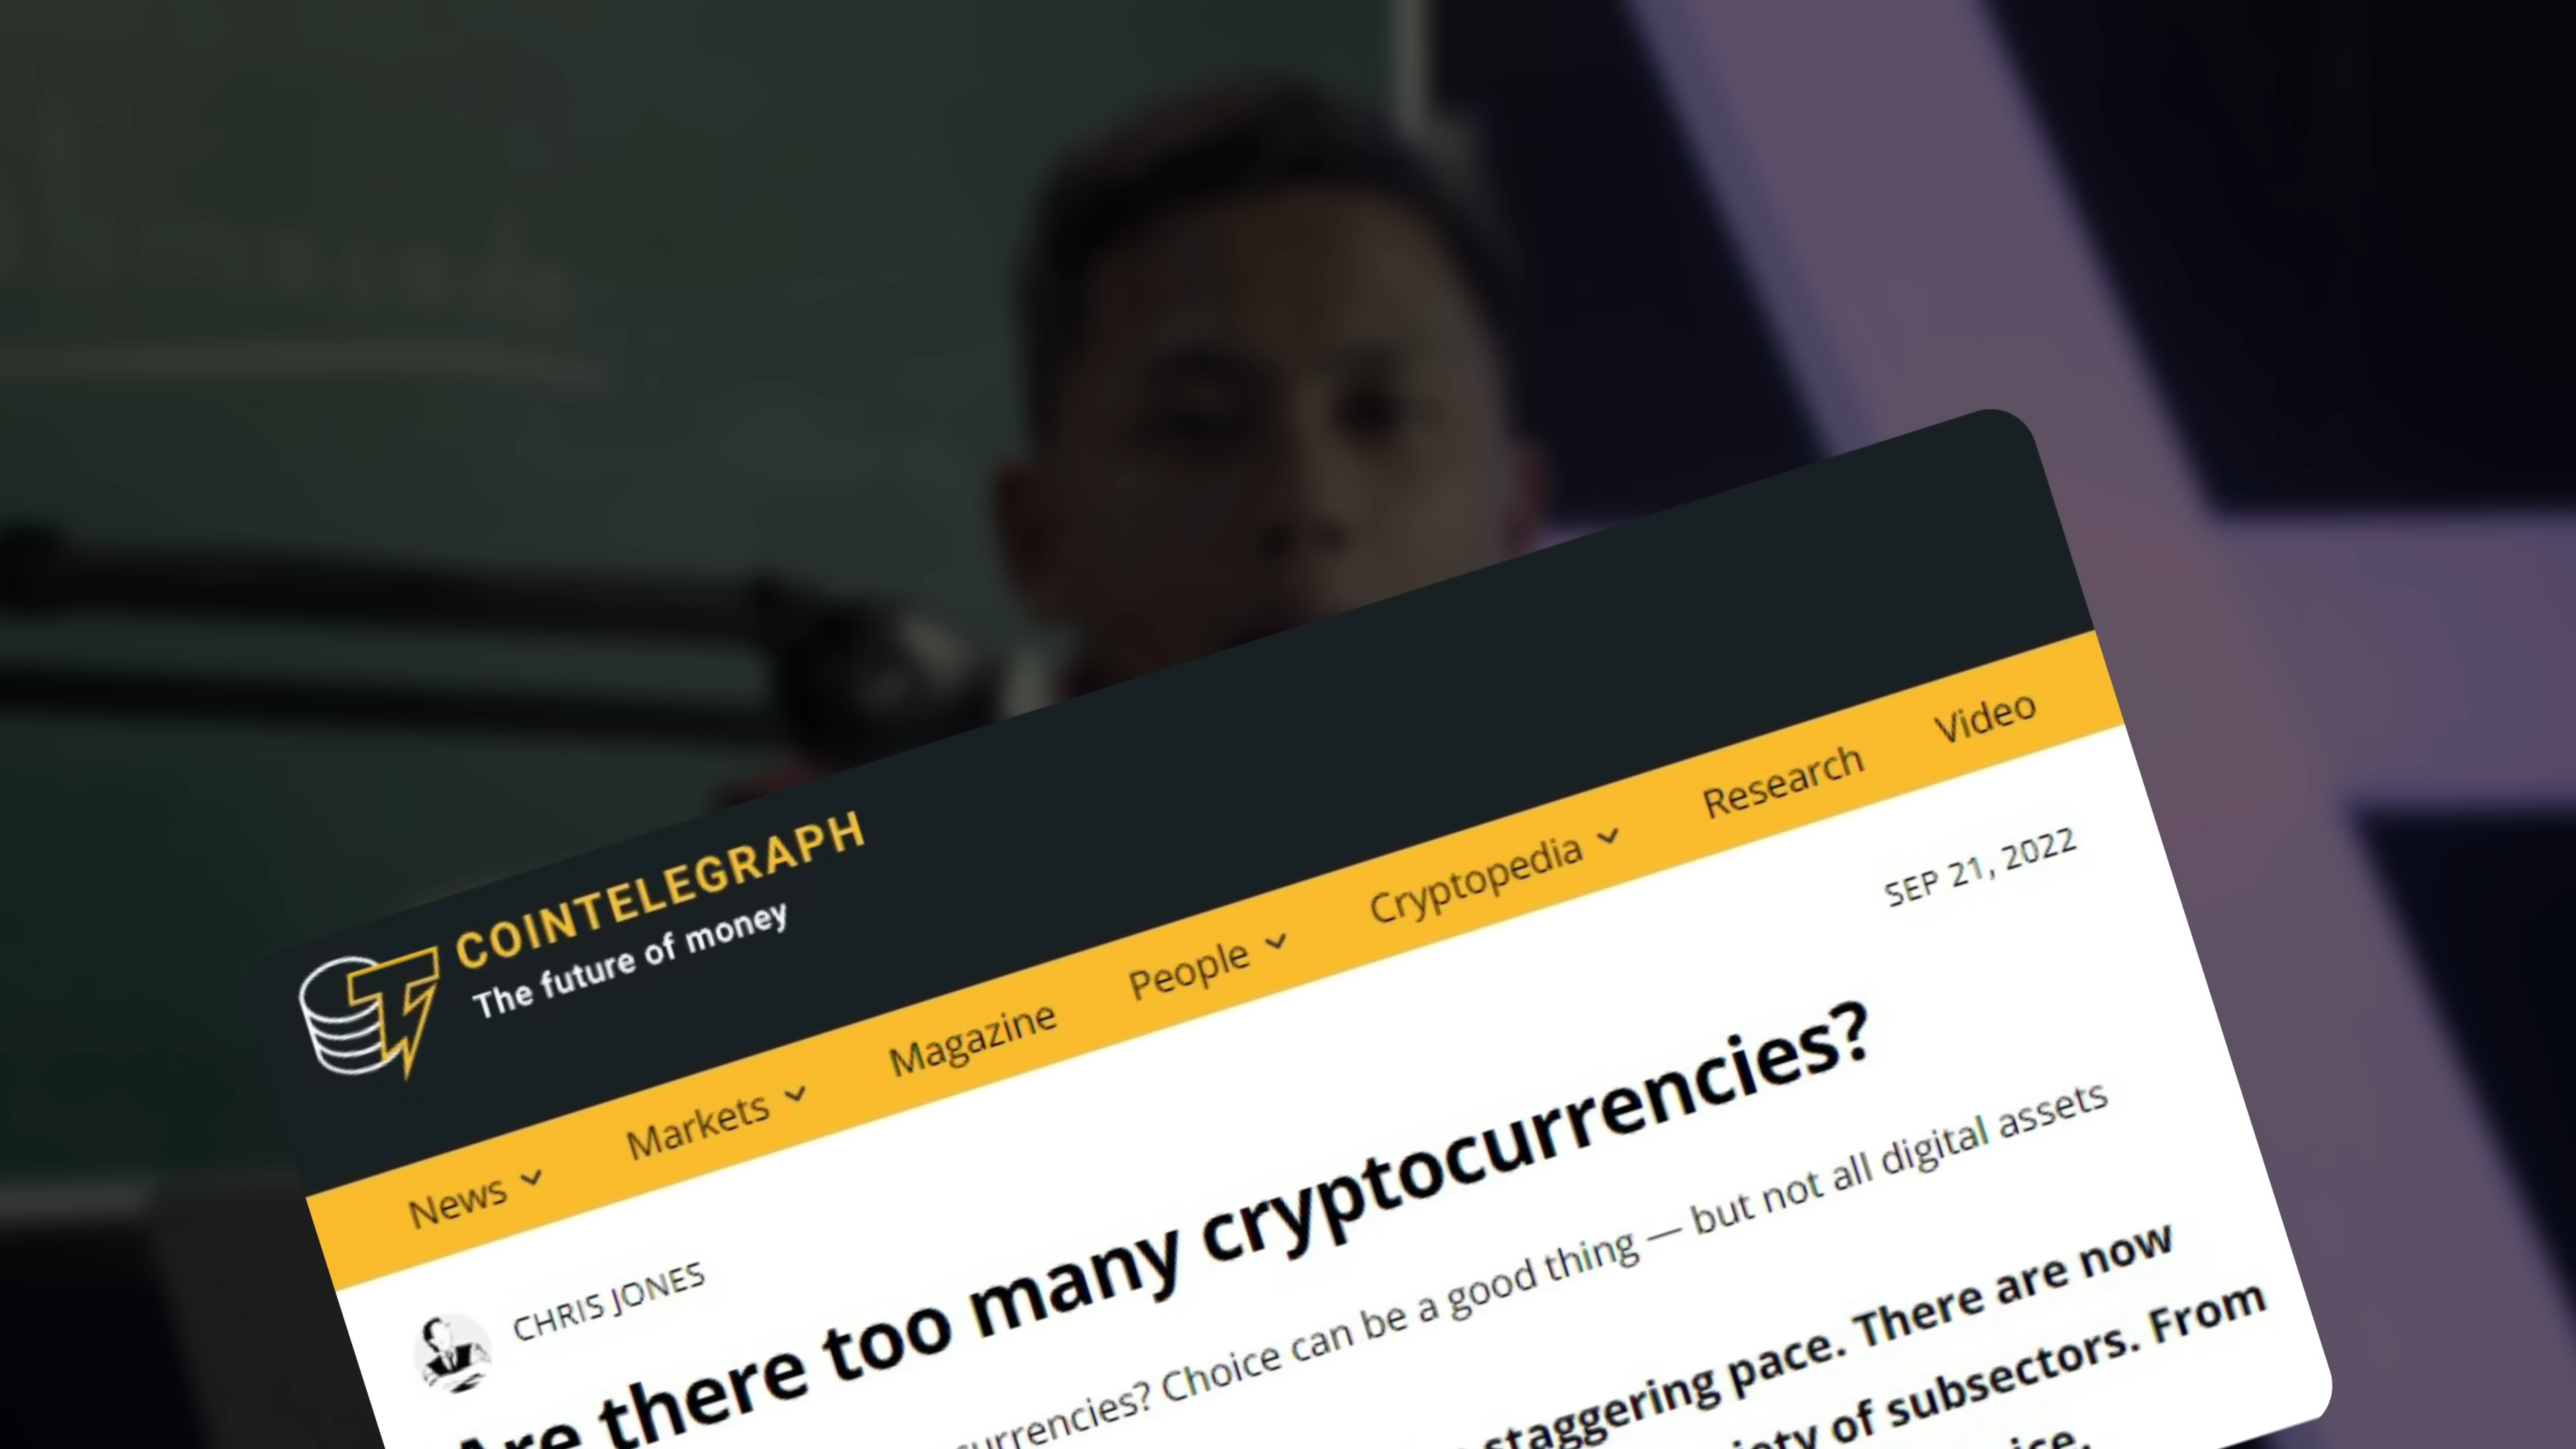 COINTELEGRAPH
The future of money
News
Markets
Magazine
People
Cryptopedia
Research
Video
CHRIS JONES
SEP 21, 2022
Are there too many cryptocurrencies?
currencies? Choice can be a good thing — but not all digital assets
staggering pace. There are now
of subsectors. From